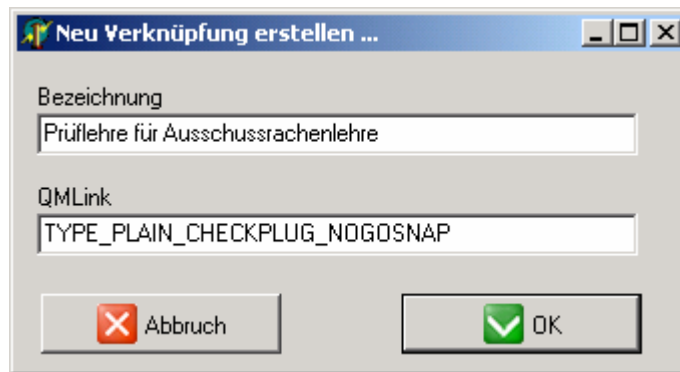 Neu Verknüpfung erstellen ...
Bezeichnung
Prüflehre für Ausschussrachenlehre
QMLink
TYPE_PLAIN_CHECKPLUG_NOGOSNAP
Abbruch OK